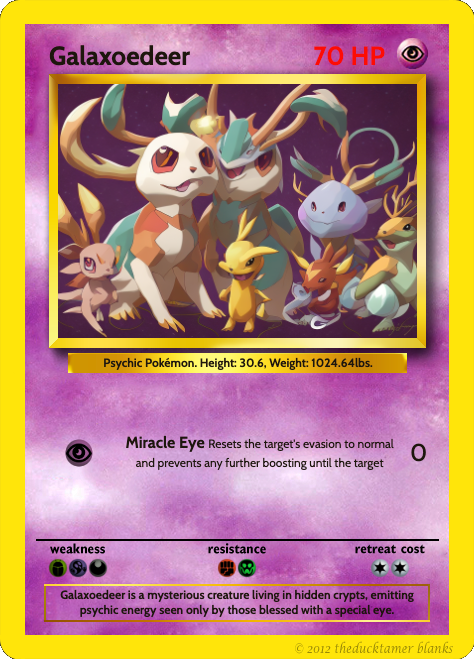 Galaxoedeer 70 HP
Psychic Pokémon. Height: 30.6, Weight: 1024.64lbs.
Miracle Eye Resets the target's evasion to normal
and prevents any further boosting until the target
0
weakness resistance retreat cost
Galaxoedeer is a mysterious creature living in hidden crypts, emitting
psychic energy seen only by those blessed with a special eye.
© 2012 theducktamer blanks